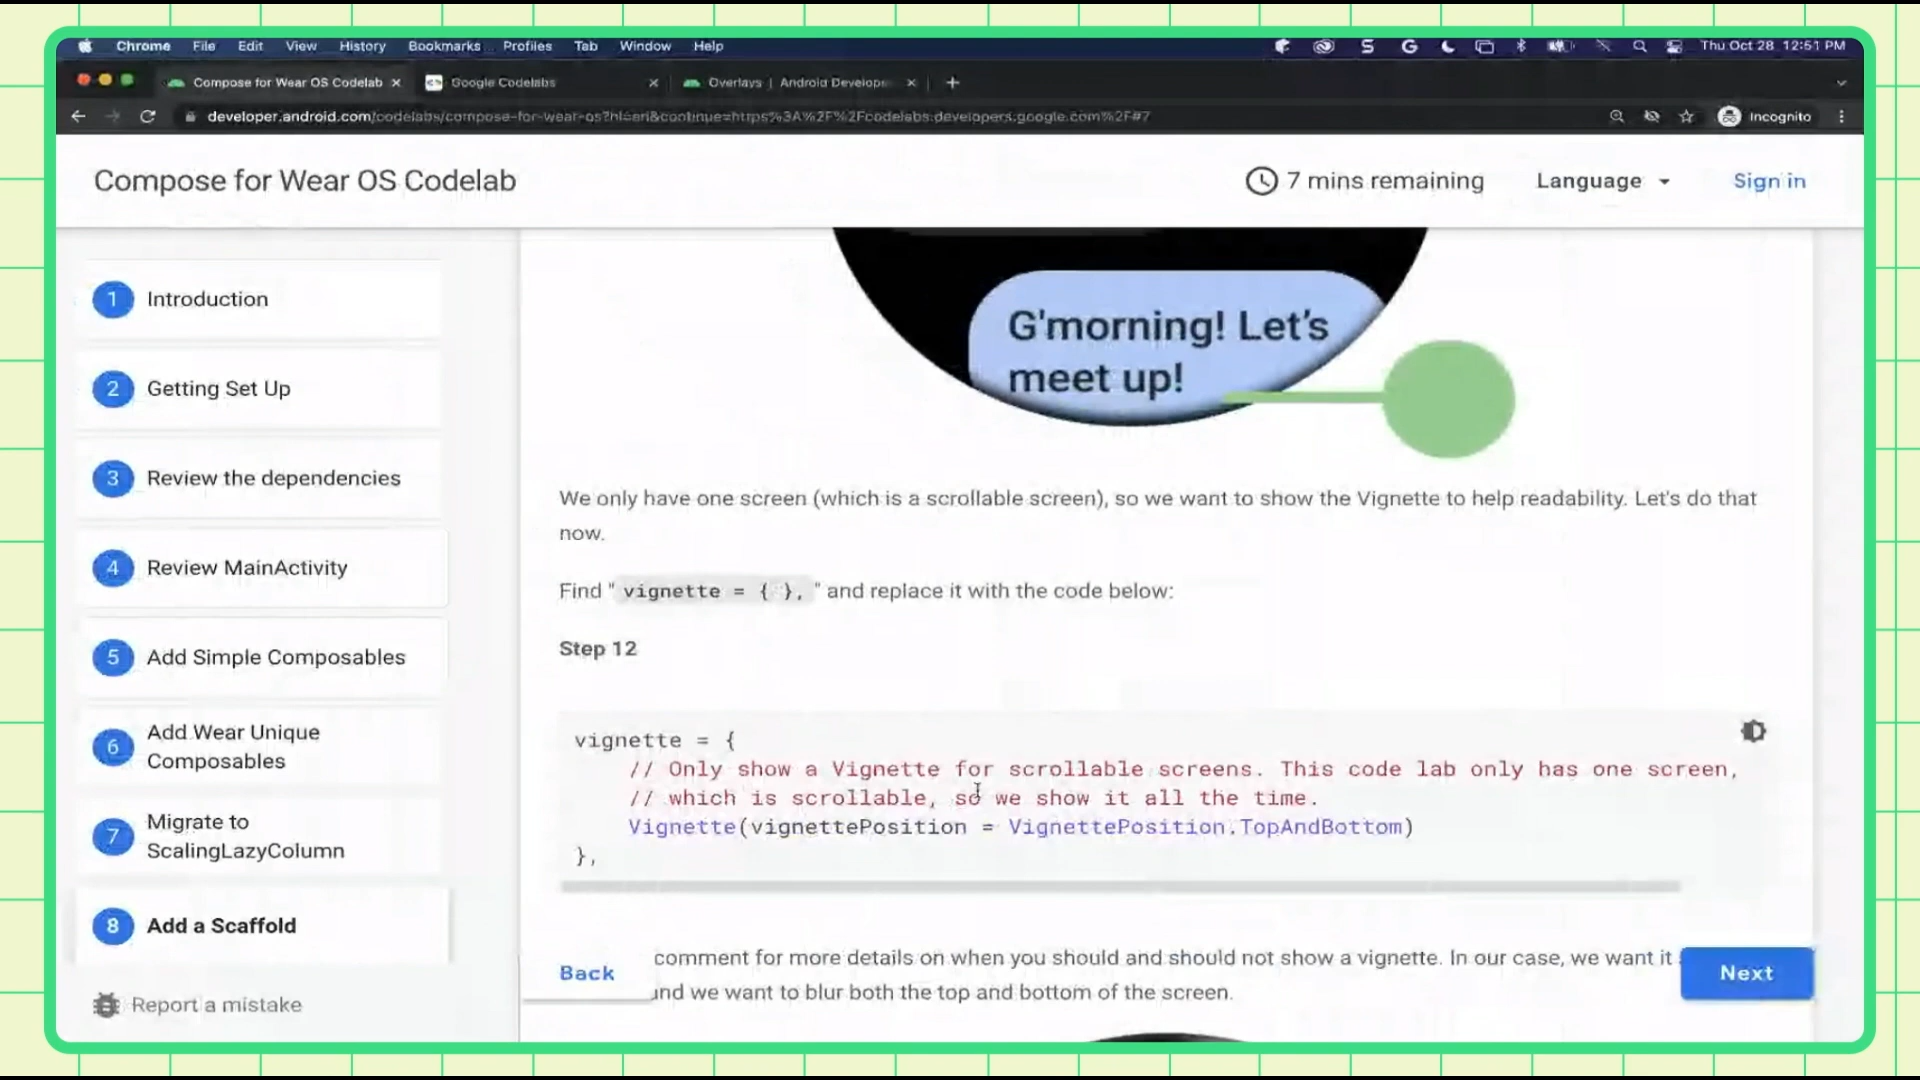 Chrome File Edit View History Bookmarks Profiles Tab Window Help
Thu Oct 28 12:51 PM
Compose for Wear OS Codelab
Google Codelabs
Overlays | Android Develope
developer.android.com/codelabs/compose-for-wear-os?hl=en&continue=https%3A%2F%2Fcodelabs.developers.google.com%2F#7
Incognito
Compose for Wear OS Codelab
7 mins remaining
Language
Sign in
1 Introduction
2 Getting Set Up
3 Review the dependencies
4 Review MainActivity
5 Add Simple Composables
6 Add Wear Unique
Composables
7 Migrate to
ScalingLazyColumn
8 Add a Scaffold
Report a mistake
G'morning! Let's
meet up!
We only have one screen (which is a scrollable screen), so we want to show the Vignette to help readability. Let's do that
now.
Find " vignette = { }, " and replace it with the code below:
Step 12
vignette = {
// Only show a Vignette for scrollable screens. This code lab only has one screen,
// which is scrollable, so we show it all the time.
Vignette(vignettePosition = VignettePosition.TopAndBottom)
},
comment for more details on when you should and should not show a vignette. In our case, we want it
and we want to blur both the top and bottom of the screen.
Back
Next